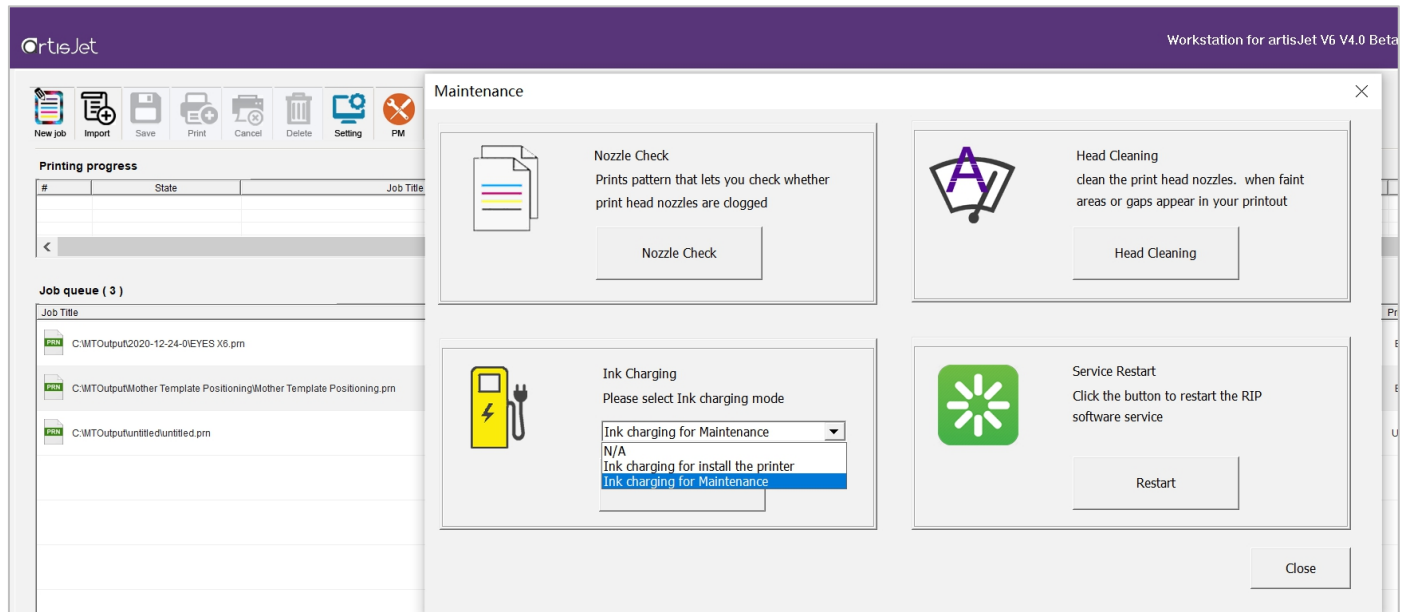 artisJet
Workstation for artisJet V6 V4.0 Beta
New job Import Save Print Cancel Delete Setting PM
Printing progress
# State Job Title
Job queue ( 3 )
Job Title
PRN C:\MTOutput\2020-12-24-0\EYES X6.prn
PRN C:\MTOutput\Mother Template Positioning\Mother Template Positioning.prn
PRN C:\MTOutput\untitled\untitled.prn
Maintenance
Nozzle Check
Prints pattern that lets you check whether
print head nozzles are clogged
Nozzle Check
A
Head Cleaning
clean the print head nozzles. when faint
areas or gaps appear in your printout
Head Cleaning
Ink Charging
Please select Ink charging mode
Ink charging for Maintenance
N/A
Ink charging for install the printer
Ink charging for Maintenance
Service Restart
Click the button to restart the RIP
software service
Restart
Close
Pr
U